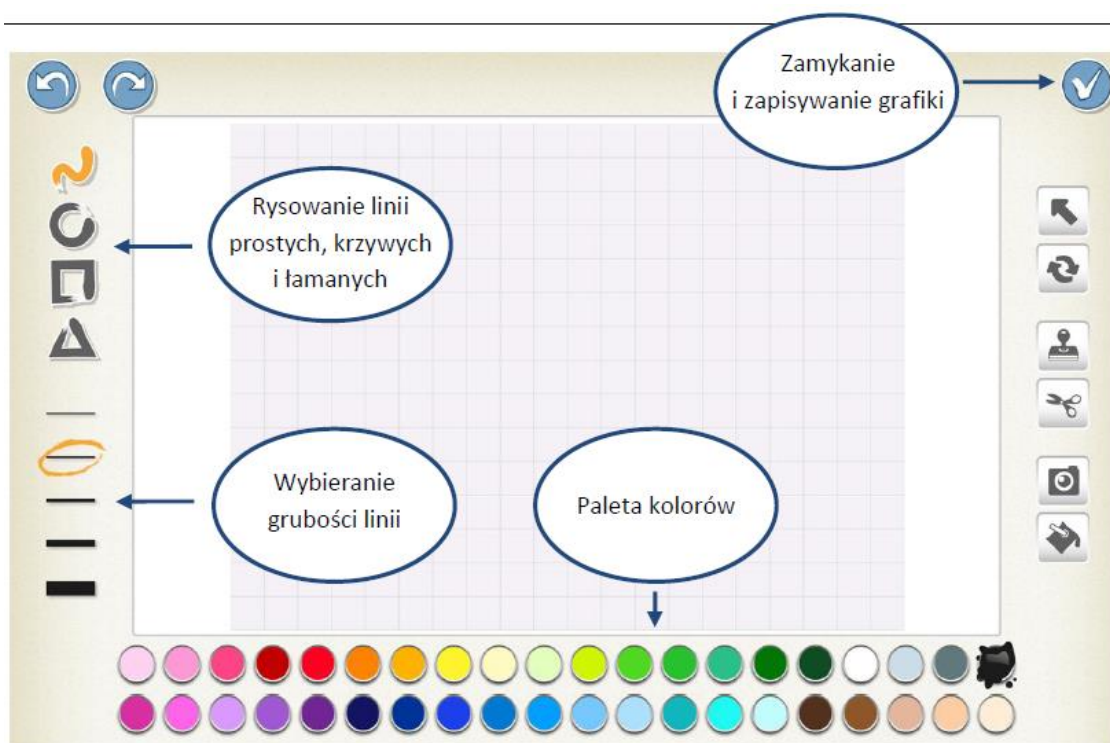 Zamykanie
i zapisywanie grafiki
Rysowanie linii
prostych, krzywych
i łamanych
Wybieranie
grubości linii
Paleta kolorów